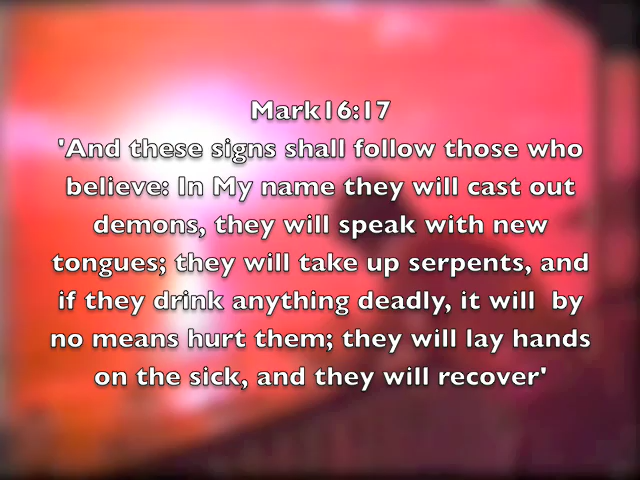 Mark16:17
'And these signs shall follow those who
believe: In My name they will cast out
demons, they will speak with new
tongues; they will take up serpents, and
if they drink anything deadly, it will  by
no means hurt them; they will lay hands
on the sick, and they will recover'